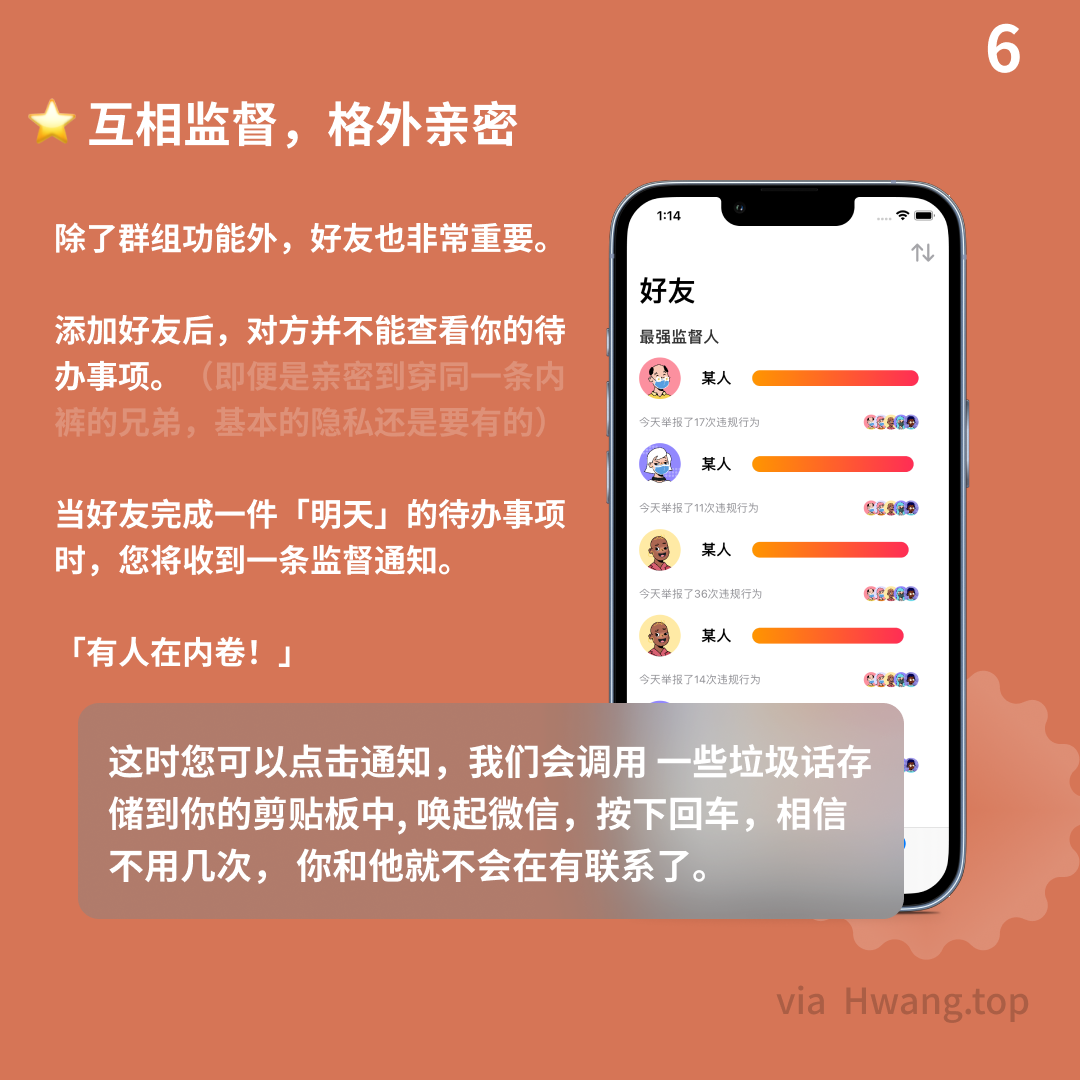 6
⭐ 互相监督，格外亲密
除了群组功能外，好友也非常重要。
添加好友后，对方并不能查看你的待
办事项。（即便是亲密到穿同一条内
裤的兄弟，基本的隐私还是要有的）
当好友完成一件「明天」的待办事项
时，您将收到一条监督通知。
「有人在内卷！」
这时您可以点击通知，我们会调用 一些垃圾话存
储到你的剪贴板中, 唤起微信，按下回车，相信
不用几次， 你和他就不会在有联系了。
1:14
好友
最强监督人
某人
今天举报了17次违规行为
某人
今天举报了11次违规行为
某人
今天举报了36次违规行为
某人
今天举报了14次违规行为
via Hwang.top